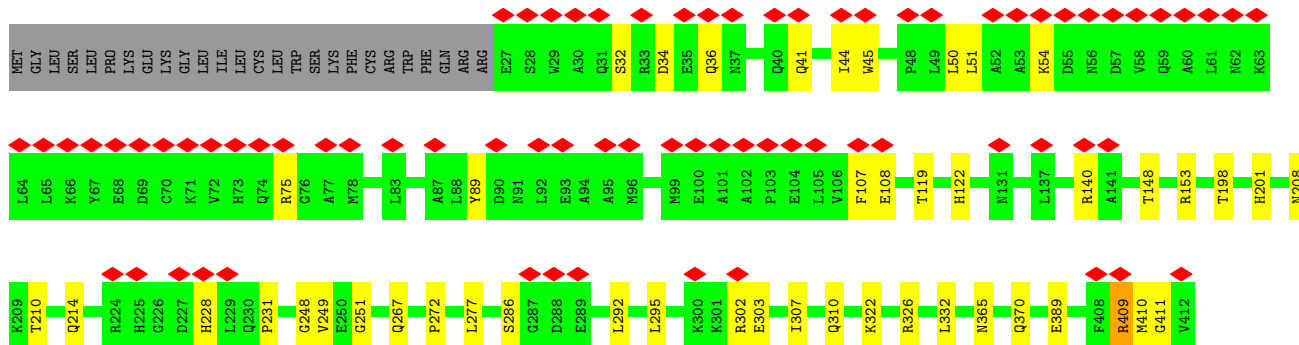 MET GLY LEU SER LEU PRO LYS GLU LYS GLY LEU ILE LEU CYS LEU TRP SER LYS PHE CYS ARG TRP PHE GLN ARG ARG E27 S28 W29 A30 Q31 S32 R33 D34 E35 Q36 N37 Q40 Q41 I44 W45 P48 L49 L50 L51 A52 A53 K54 D55 N56 D57 V58 Q59 A60 L61 N62 K63
L64 L65 K66 Y67 E68 D69 C70 K71 V72 H73 Q74 R75 G76 A77 M78 L83 A87 L88 Y89 D90 N91 L92 E93 A94 A95 M96 M99 E100 A101 A102 P103 E104 L105 V106 F107 E108 T119 H122 N131 L137 R140 A141 T148 R153 T198 H201 N208
K209 T210 Q214 R224 H225 G226 D227 H228 L229 Q230 P231 G248 V249 E250 G251 Q267 P272 L277 S286 G287 D288 E289 L292 L295 K300 K301 R302 E303 I307 Q310 K322 R326 L332 N365 Q370 E389 F408 R409 M410 G411 V412